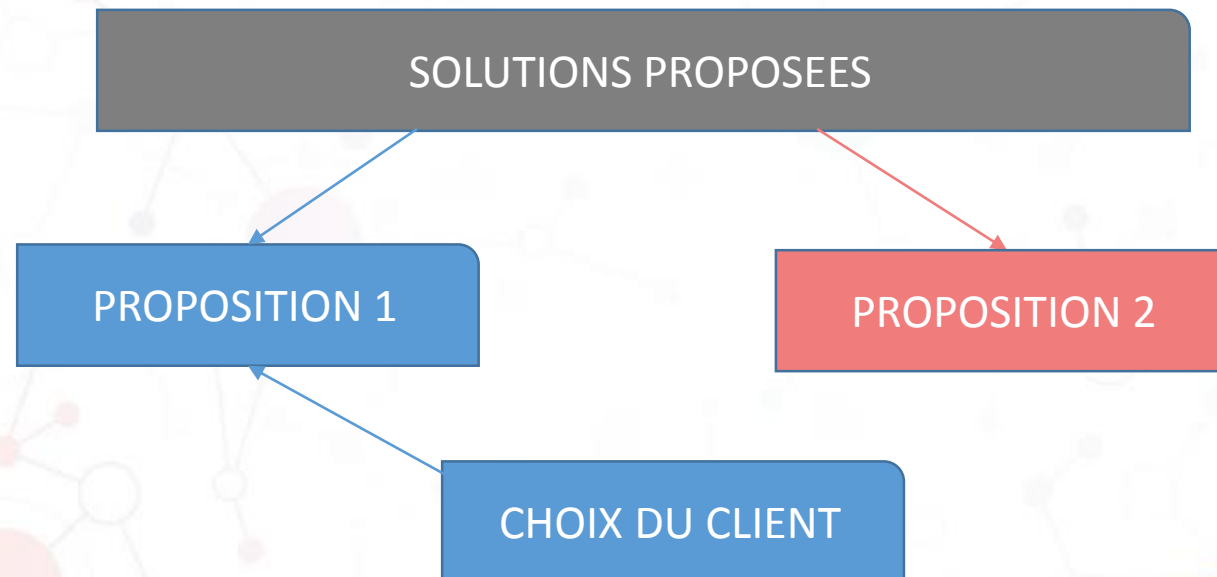 SOLUTIONS PROPOSEES
PROPOSITION 1
PROPOSITION 2
CHOIX DU CLIENT